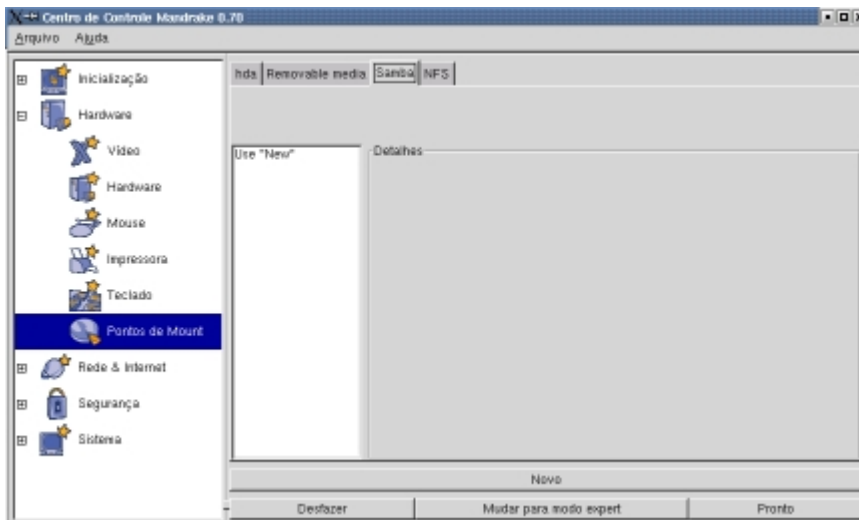 Centro de Controle Mandrake 0.70
Arquivo Ajuda
Inicialização
Hardware
Vídeo
Hardware
Mouse
Impressora
Teclado
Pontos de Mount
Rede & Internet
Segurança
Sistema
hda Removable media Samba NFS
Use "New"
Detalhes
Novo
Desfazer Mudar para modo expert Pronto